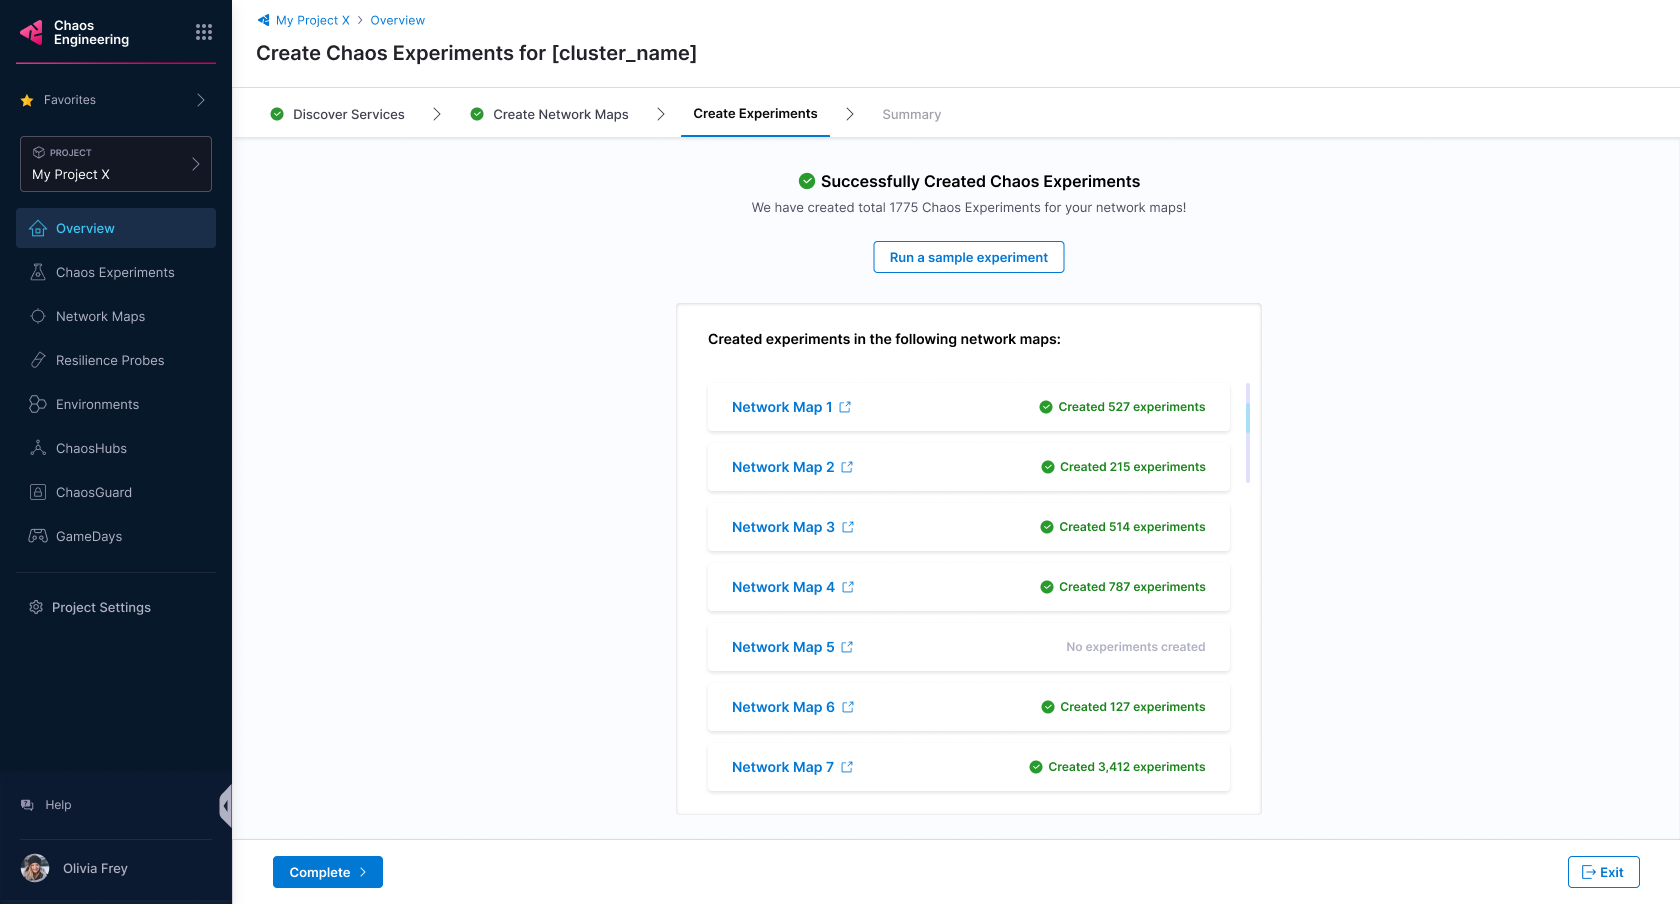 Chaos
Engineering
Favorites
PROJECT
My Project X
Overview
Chaos Experiments
Network Maps
Resilience Probes
Environments
ChaosHubs
ChaosGuard
GameDays
Project Settings
Help
Olivia Frey
My Project X > Overview
Create Chaos Experiments for [cluster_name]
Discover Services
Create Network Maps
Create Experiments
Summary
Successfully Created Chaos Experiments
We have created total 1775 Chaos Experiments for your network maps!
Run a sample experiment
Created experiments in the following network maps:
Network Map 1 Created 527 experiments
Network Map 2 Created 215 experiments
Network Map 3 Created 514 experiments
Network Map 4 Created 787 experiments
Network Map 5 No experiments created
Network Map 6 Created 127 experiments
Network Map 7 Created 3,412 experiments
Complete
Exit